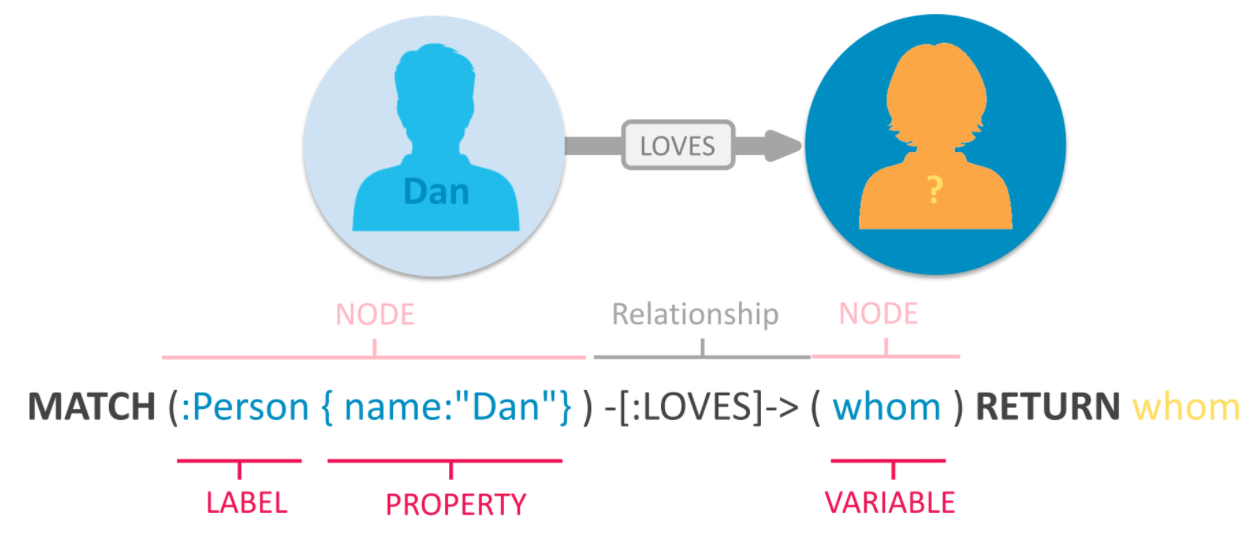 LOVES
Dan
?
NODE Relationship NODE
MATCH (:Person { name:"Dan"} ) -[:LOVES]-> ( whom ) RETURN whom
LABEL PROPERTY VARIABLE